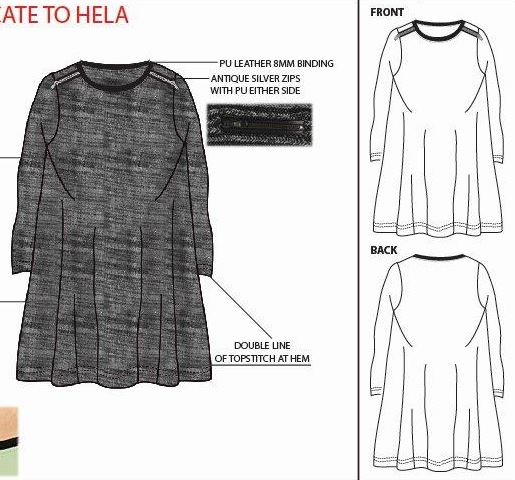 CATE TO HELA
PU LEATHER 8MM BINDING
ANTIQUE SILVER ZIPS
WITH PU EITHER SIDE
DOUBLE LINE
OF TOPSTITCH AT HEM
FRONT
BACK